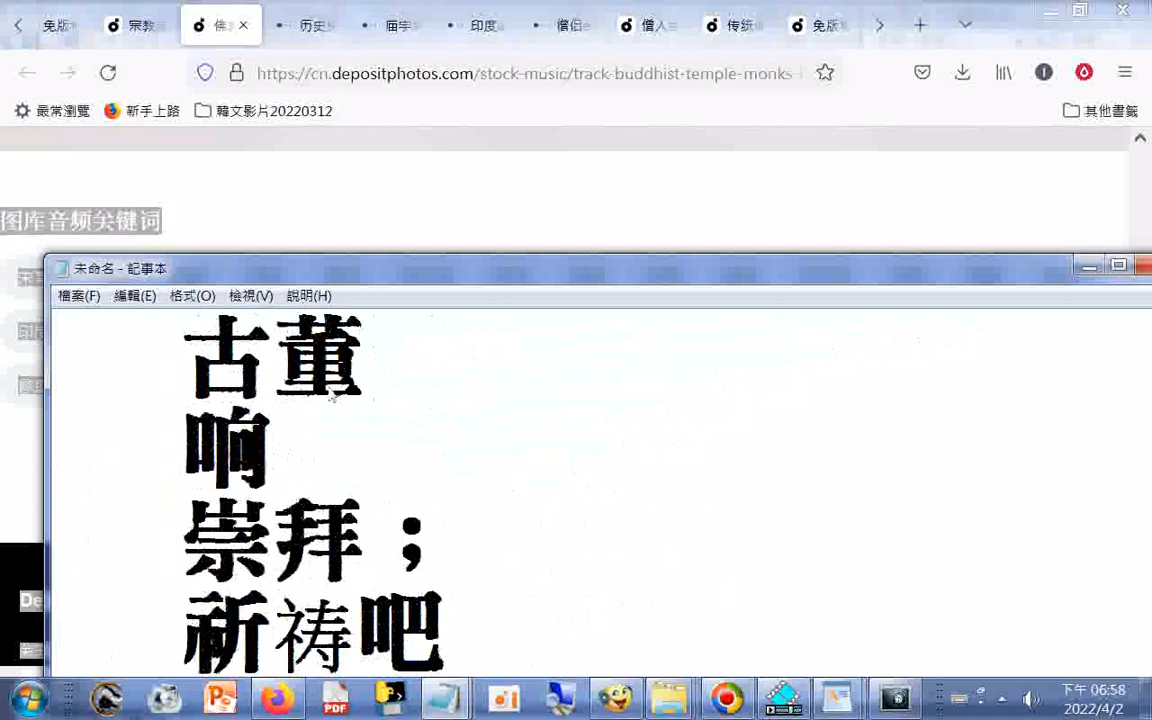 免版
宗教
佛
历史
庙宇
印度
僧侣
僧人
传统
免版
https://cn.depositphotos.com/stock-music/track-buddhist-temple-monks-
最常瀏覽
新手上路
韓文影片20220312
其他書籤
图库音频关键词
未命名 - 記事本
檔案(F) 編輯(E) 格式(O) 檢視(V) 說明(H)
古董
响
崇拜；
祈祷吧
De
下午 06:58
2022/4/2